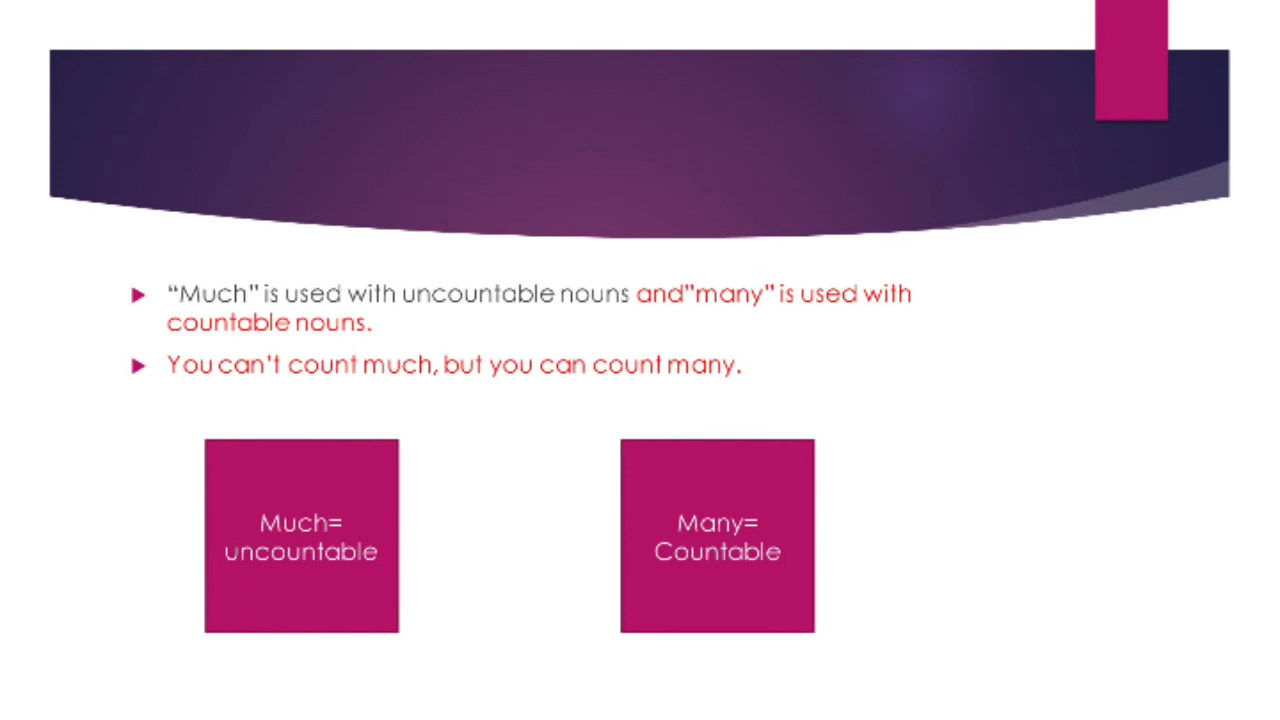 “Much” is used with uncountable nouns and”many” is used with
countable nouns.
You can’t count much, but you can count many.
Much=
uncountable
Many=
Countable